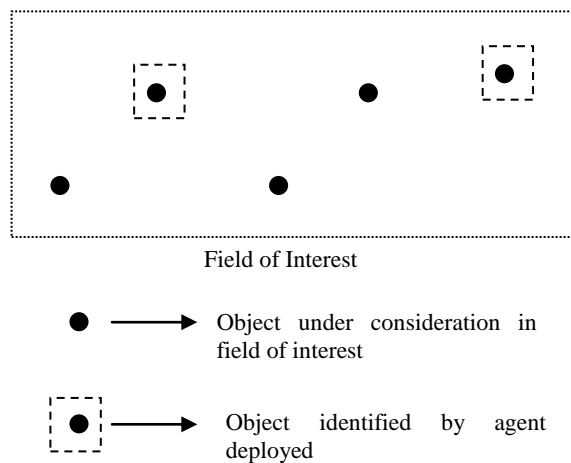 Field of Interest
Object under consideration in
field of interest
Object identified by agent
deployed